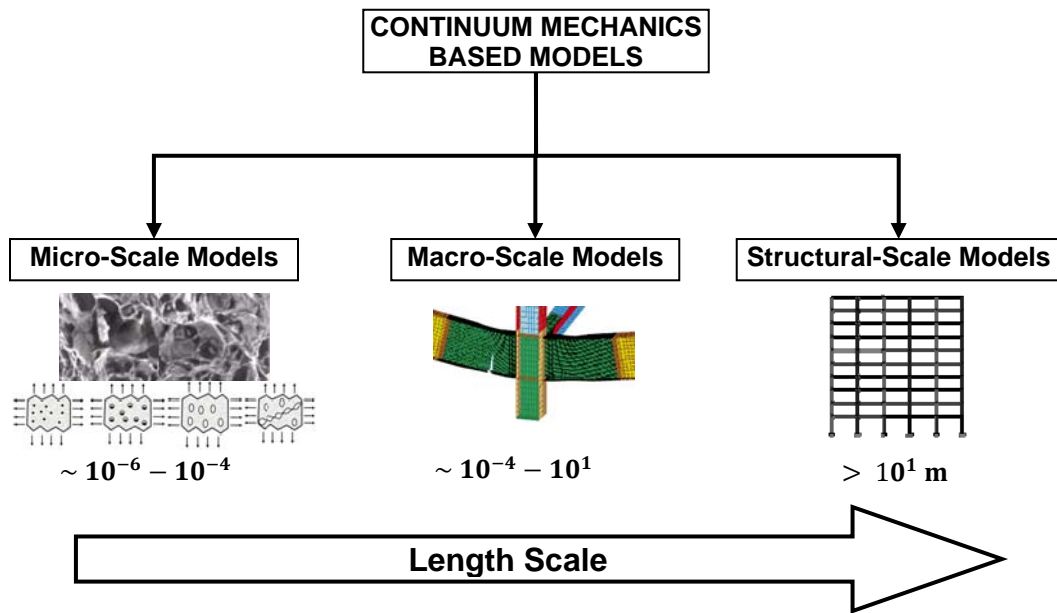 CONTINUUM MECHANICS
BASED MODELS
Micro-Scale Models
Macro-Scale Models
Structural-Scale Models
~ 10⁻⁶ – 10⁻⁴
~ 10⁻⁴ – 10¹
> 10¹ m
Length Scale